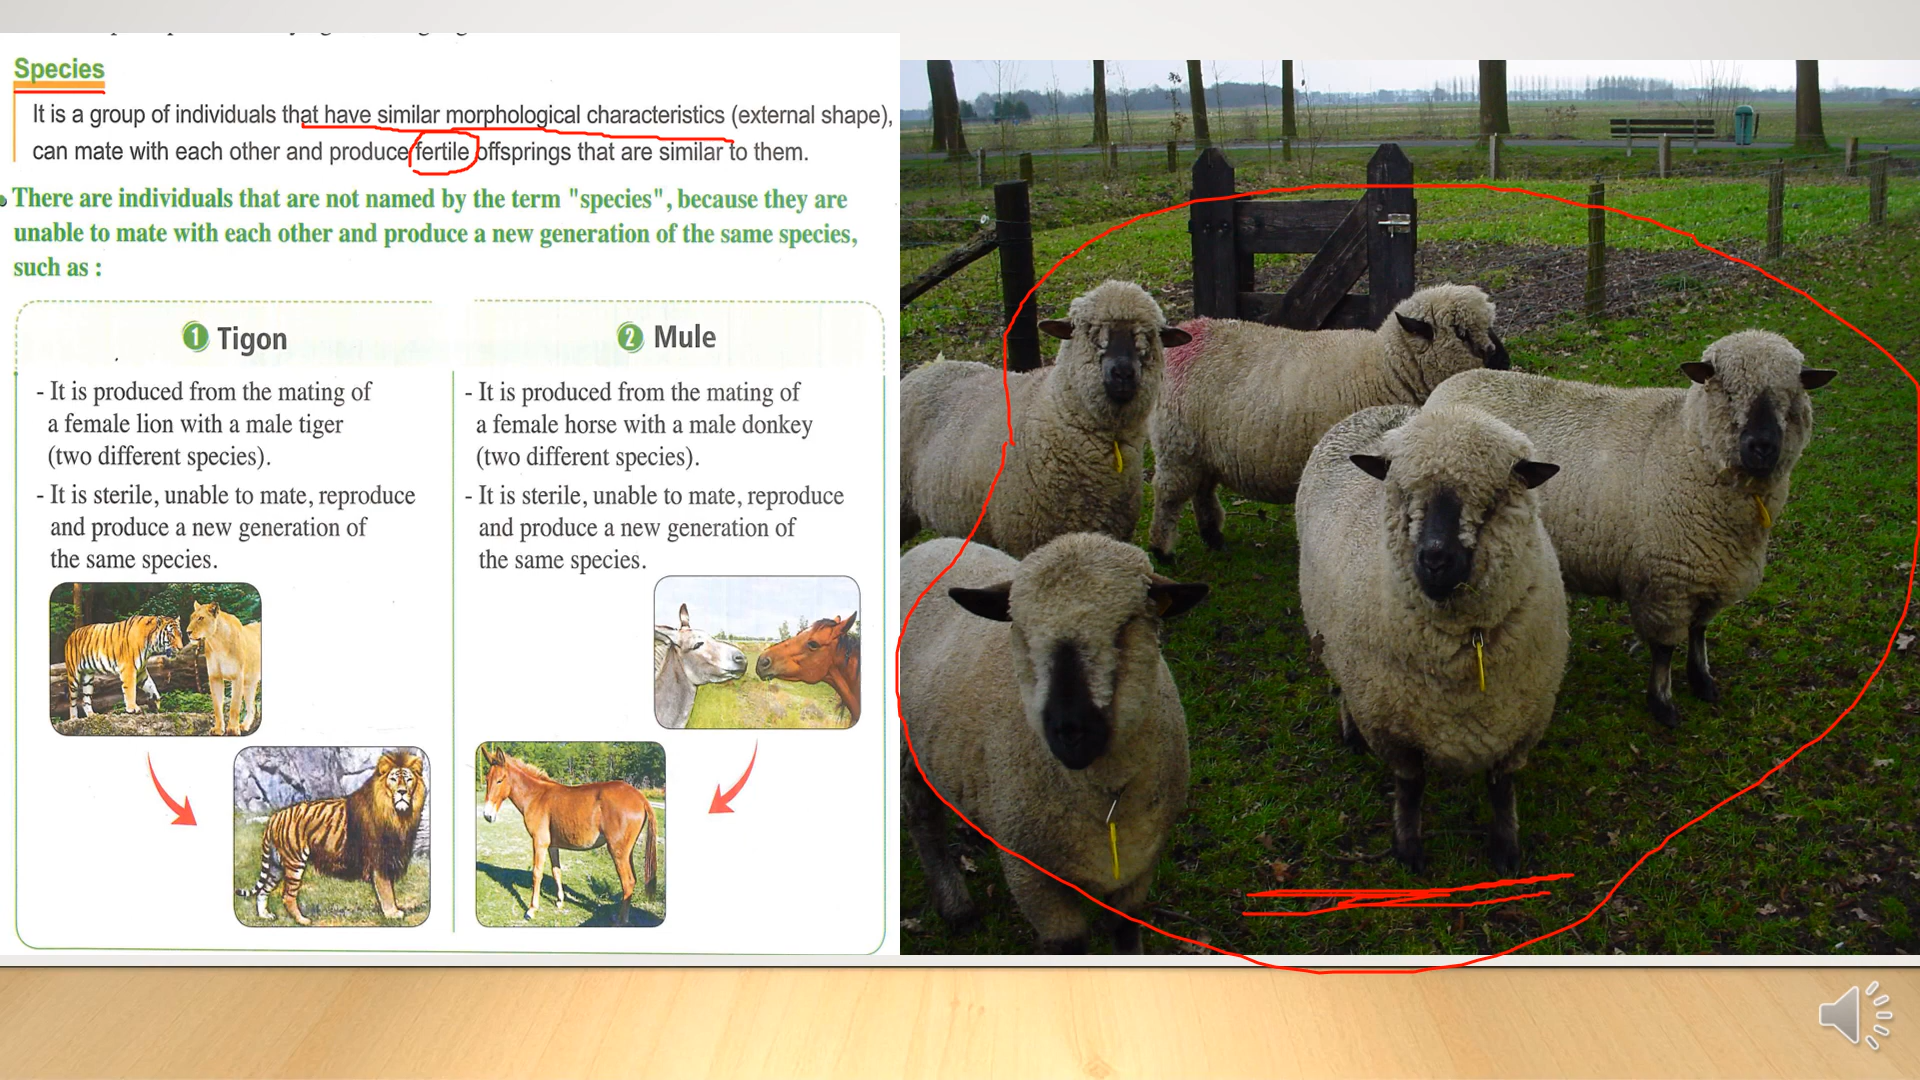 Species
It is a group of individuals that have similar morphological characteristics (external shape),
can mate with each other and produce fertile offsprings that are similar to them.
• There are individuals that are not named by the term "species", because they are
unable to mate with each other and produce a new generation of the same species,
such as :
1 Tigon
- It is produced from the mating of
a female lion with a male tiger
(two different species).
- It is sterile, unable to mate, reproduce
and produce a new generation of
the same species.
2 Mule
- It is produced from the mating of
a female horse with a male donkey
(two different species).
- It is sterile, unable to mate, reproduce
and produce a new generation of
the same species.